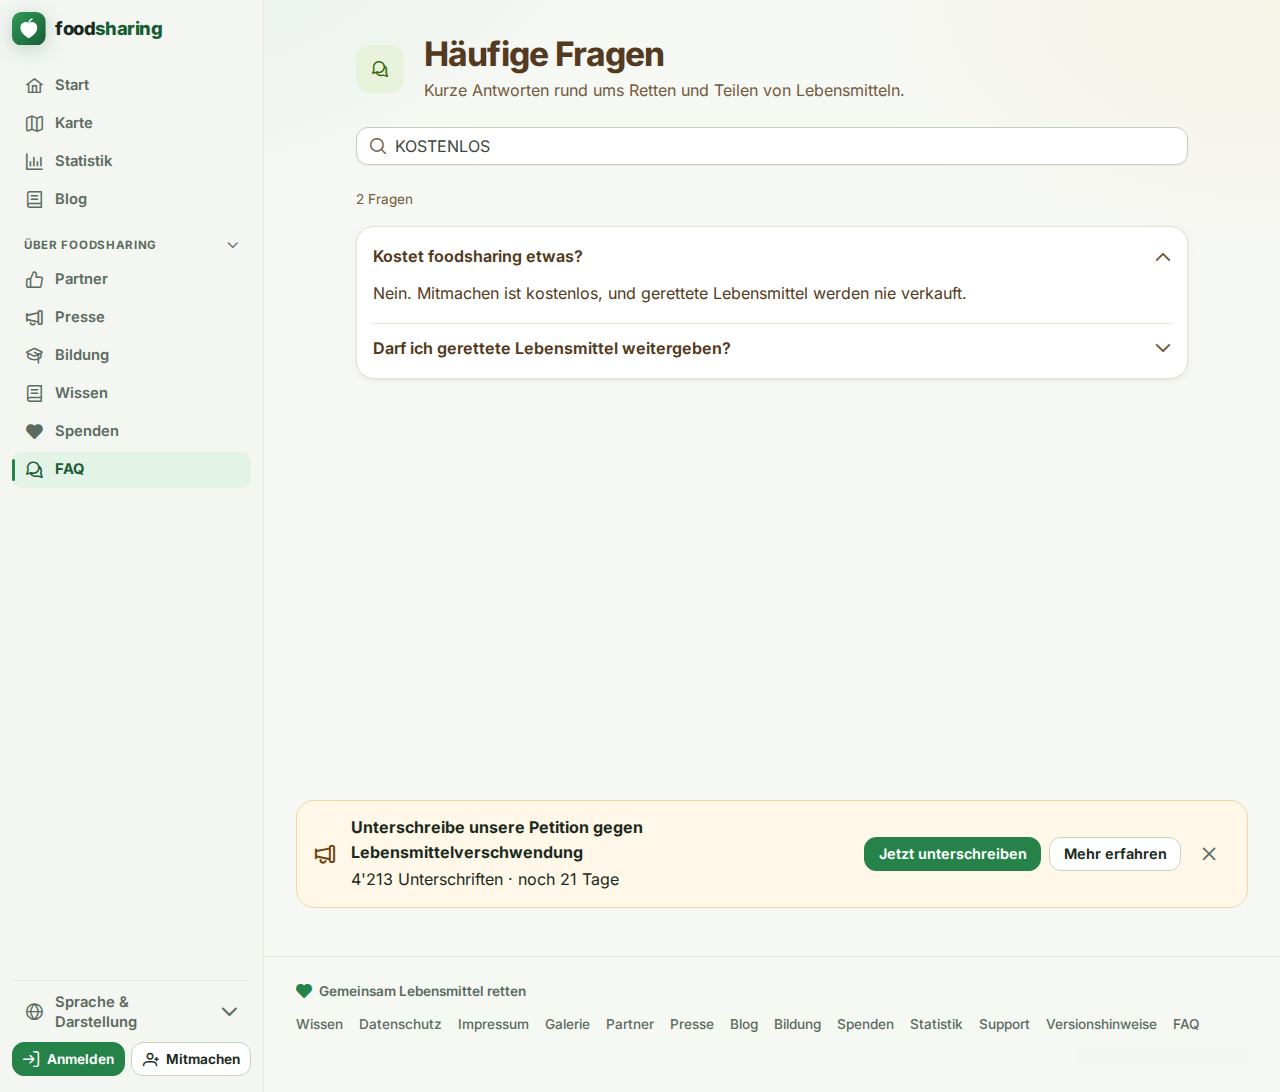 foodsharing
Start
Karte
Statistik
Blog
ÜBER FOODSHARING
Partner
Presse
Bildung
Wissen
Spenden
FAQ
Sprache &
Darstellung
Anmelden
Mitmachen
Häufige Fragen
Kurze Antworten rund ums Retten und Teilen von Lebensmitteln.
KOSTENLOS
2 Fragen
Kostet foodsharing etwas?
Nein. Mitmachen ist kostenlos, und gerettete Lebensmittel werden nie verkauft.
Darf ich gerettete Lebensmittel weitergeben?
Unterschreibe unsere Petition gegen
Lebensmittelverschwendung
4'213 Unterschriften · noch 21 Tage
Jetzt unterschreiben
Mehr erfahren
Gemeinsam Lebensmittel retten
Wissen Datenschutz Impressum Galerie Partner Presse Blog Bildung Spenden Statistik Support Versionshinweise FAQ